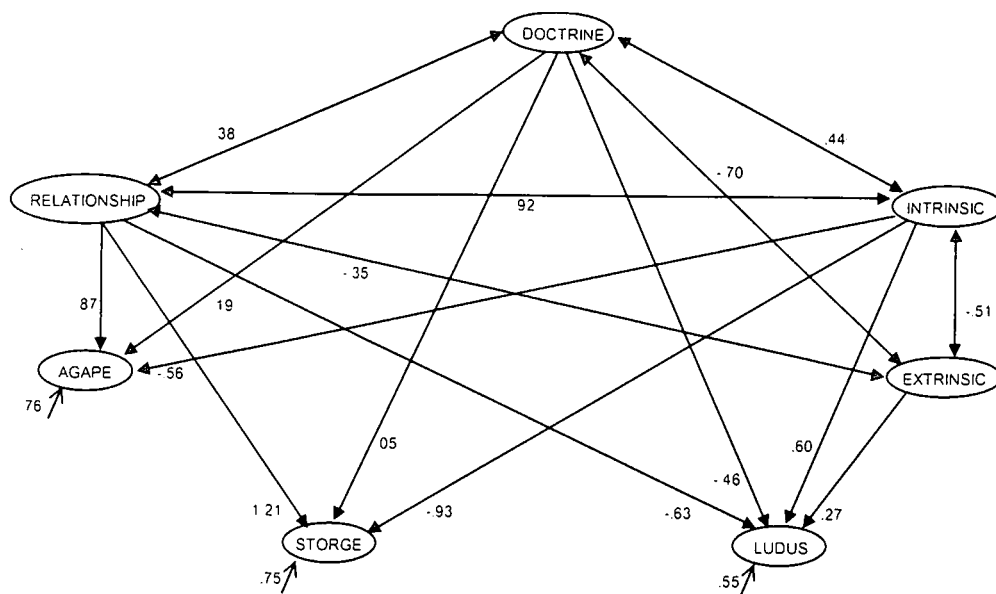 DOCTRINE
38
.44
-.70
RELATIONSHIP
92
INTRINSIC
-.35
87
19
-.51
AGAPE
-.56
EXTRINSIC
76
05
.60
-.46
1 21
-.93
-.63
.27
STORGE
LUDUS
.75
.55